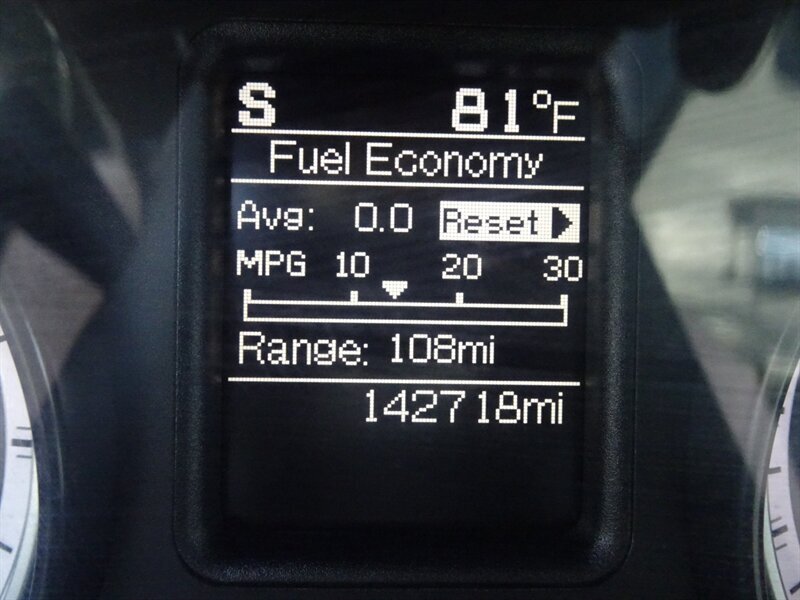 S 81°F
Fuel Economy
Avg: 0.0 Reset
MPG 10 20 30
Range: 108mi
142718mi